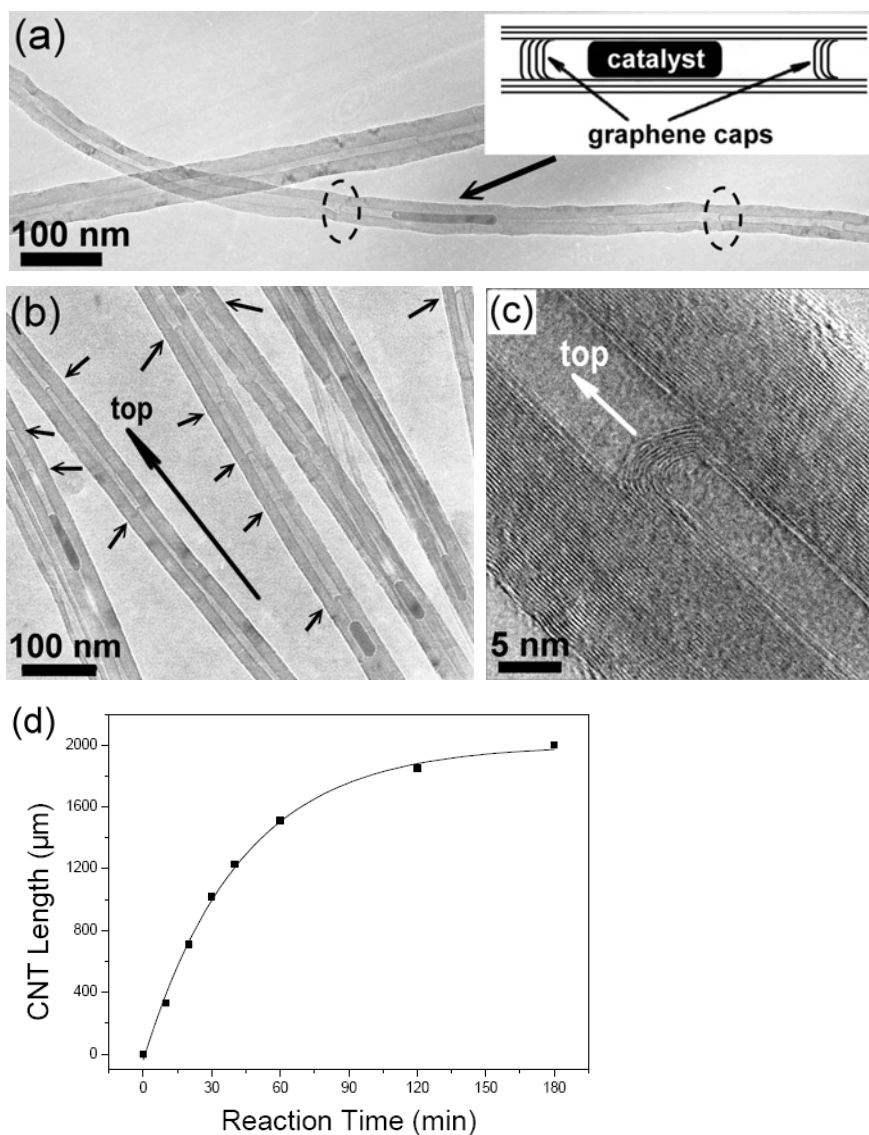 (a)
catalyst
graphene caps
100 nm
(b)
top
100 nm
(c)
top
5 nm
(d)
2000
1600
1200
800
400
0
CNT Length (µm)
0 30 60 90 120 150 180
Reaction Time (min)